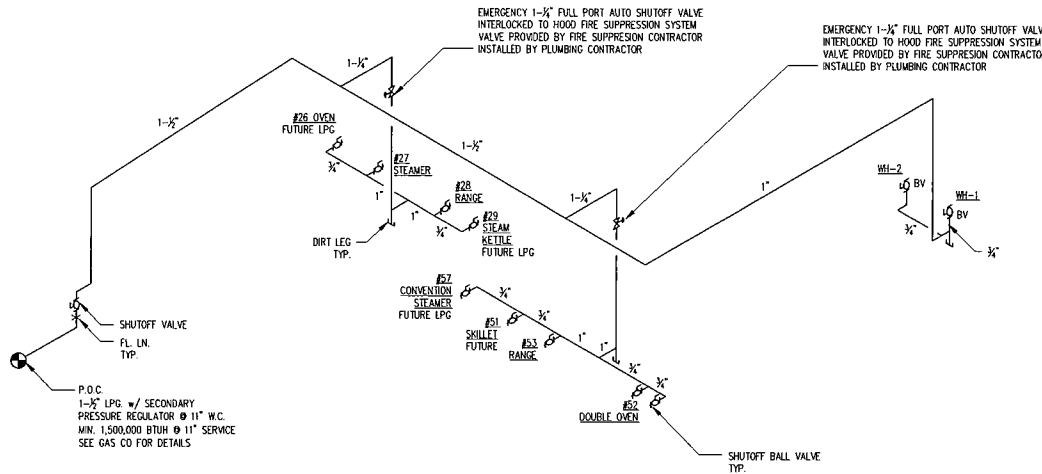 EMERGENCY 1-¼" FULL PORT AUTO SHUTOFF VALVE
INTERLOCKED TO HOOD FIRE SUPPRESSION SYSTEM
VALVE PROVIDED BY FIRE SUPPRESION CONTRACTOR
INSTALLED BY PLUMBING CONTRACTOR
EMERGENCY 1-¼" FULL PORT AUTO SHUTOFF VALV
INTERLOCKED TO HOOD FIRE SUPPRESSION SYSTEM
VALVE PROVIDED BY FIRE SUPPRESION CONTRACTO
INSTALLED BY PLUMBING CONTRACTOR
1-¼"
1-½"
#26 OVEN
FUTURE LPG
#27
STEAMER
¾"
1"
#28
RANGE
1"
#29
STEAM
KETTLE
FUTURE LPG
¾"
DIRT LEG
TYP.
1-½"
1-¼"
1"
WH-2
BV
WH-1
BV
¾"
¾"
#57
CONVENTION
STEAMER
FUTURE LPG
¾"
#51
SKILLET
FUTURE
¾"
#53
RANGE
1"
1"
¾"
¾"
#52
DOUBLE OVEN
SHUTOFF BALL VALVE
TYP.
SHUTOFF VALVE
FL. LN.
TYP.
P.O.C.
1-½" LPG. w/ SECONDARY
PRESSURE REGULATOR @ 11" W.C.
MIN. 1,500,000 BTUH @ 11" SERVICE
SEE GAS CO FOR DETAILS